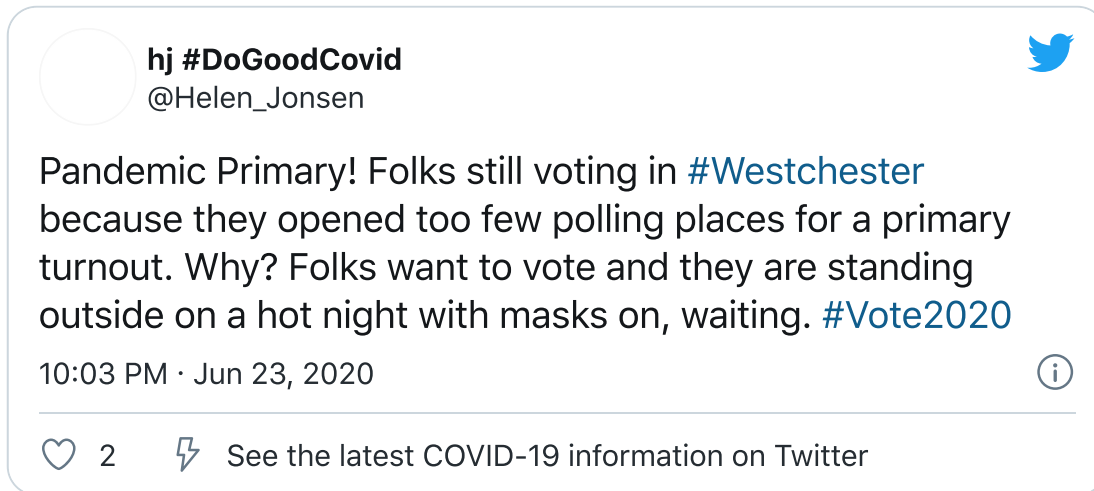 hj #DoGoodCovid
@Helen_Jonsen
Pandemic Primary! Folks still voting in #Westchester
because they opened too few polling places for a primary
turnout. Why? Folks want to vote and they are standing
outside on a hot night with masks on, waiting. #Vote2020
10:03 PM · Jun 23, 2020
2 See the latest COVID-19 information on Twitter